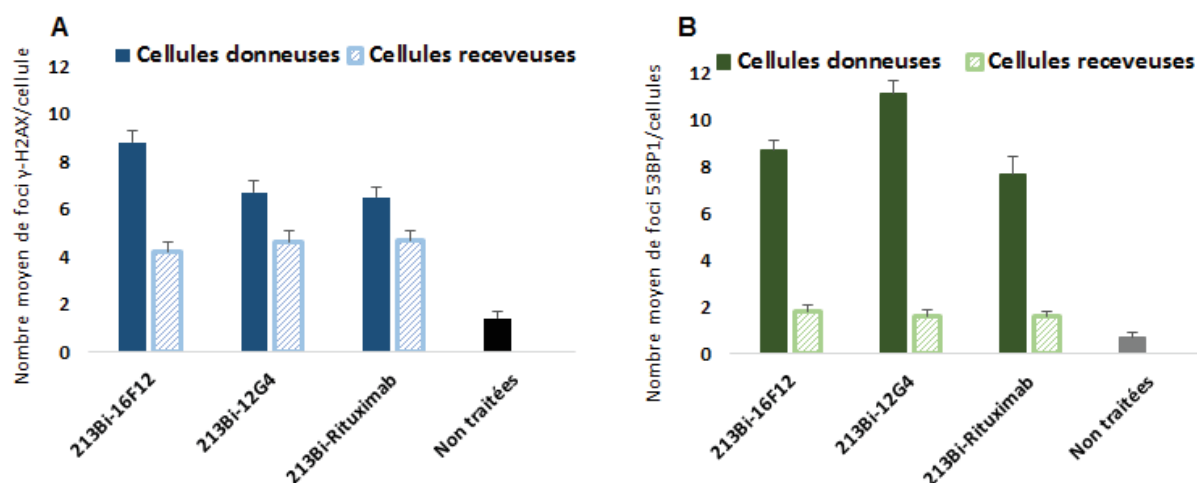 A
Nombre moyen de foci γ-H2AX/cellule
Cellules donneuses
Cellules receveuses
12
10
8
6
4
2
0
213Bi-16F12
213Bi-12G4
213Bi-Rituximab
Non traitées
B
Nombre moyen de foci 53BP1/cellules
Cellules donneuses
Cellules receveuses
12
10
8
6
4
2
0
213Bi-16F12
213Bi-12G4
213Bi-Rituximab
Non traitées